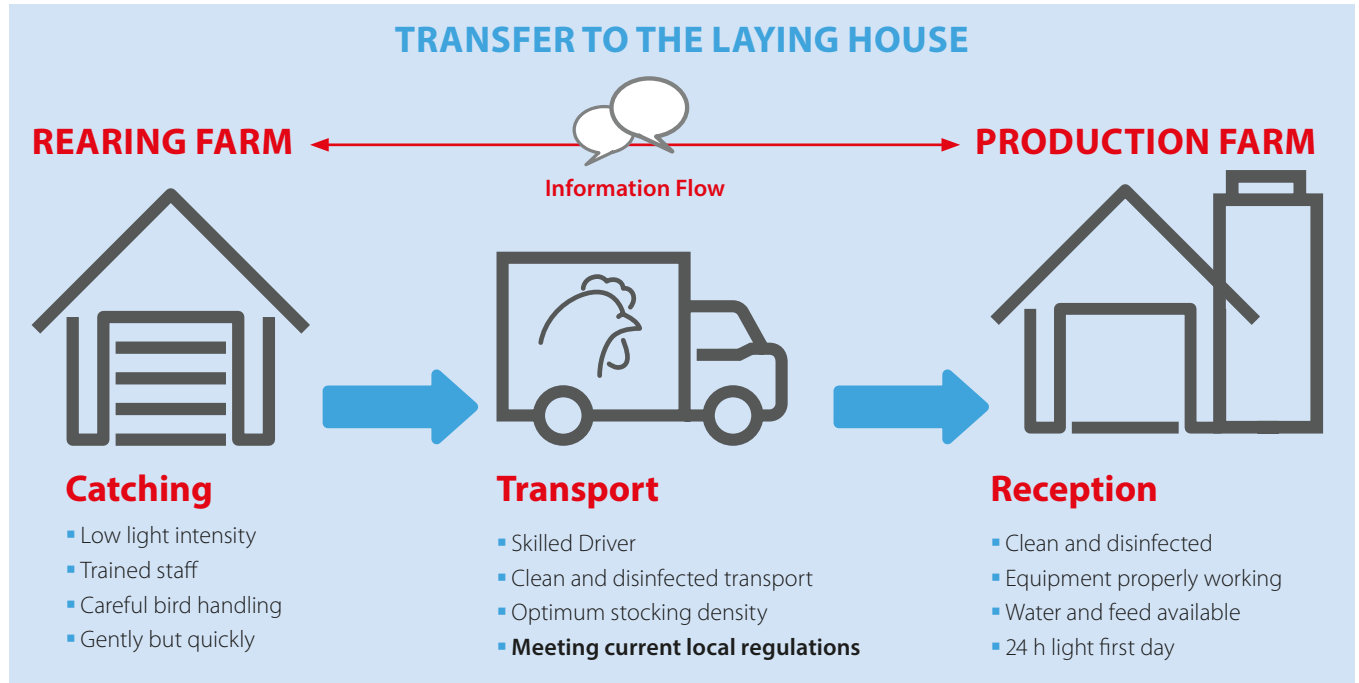 TRANSFER TO THE LAYING HOUSE
REARING FARM
PRODUCTION FARM
Information Flow
Catching
▪ Low light intensity
▪ Trained staff
▪ Careful bird handling
▪ Gently but quickly
Transport
▪ Skilled Driver
▪ Clean and disinfected transport
▪ Optimum stocking density
▪ Meeting current local regulations
Reception
▪ Clean and disinfected
▪ Equipment properly working
▪ Water and feed available
▪ 24 h light first day